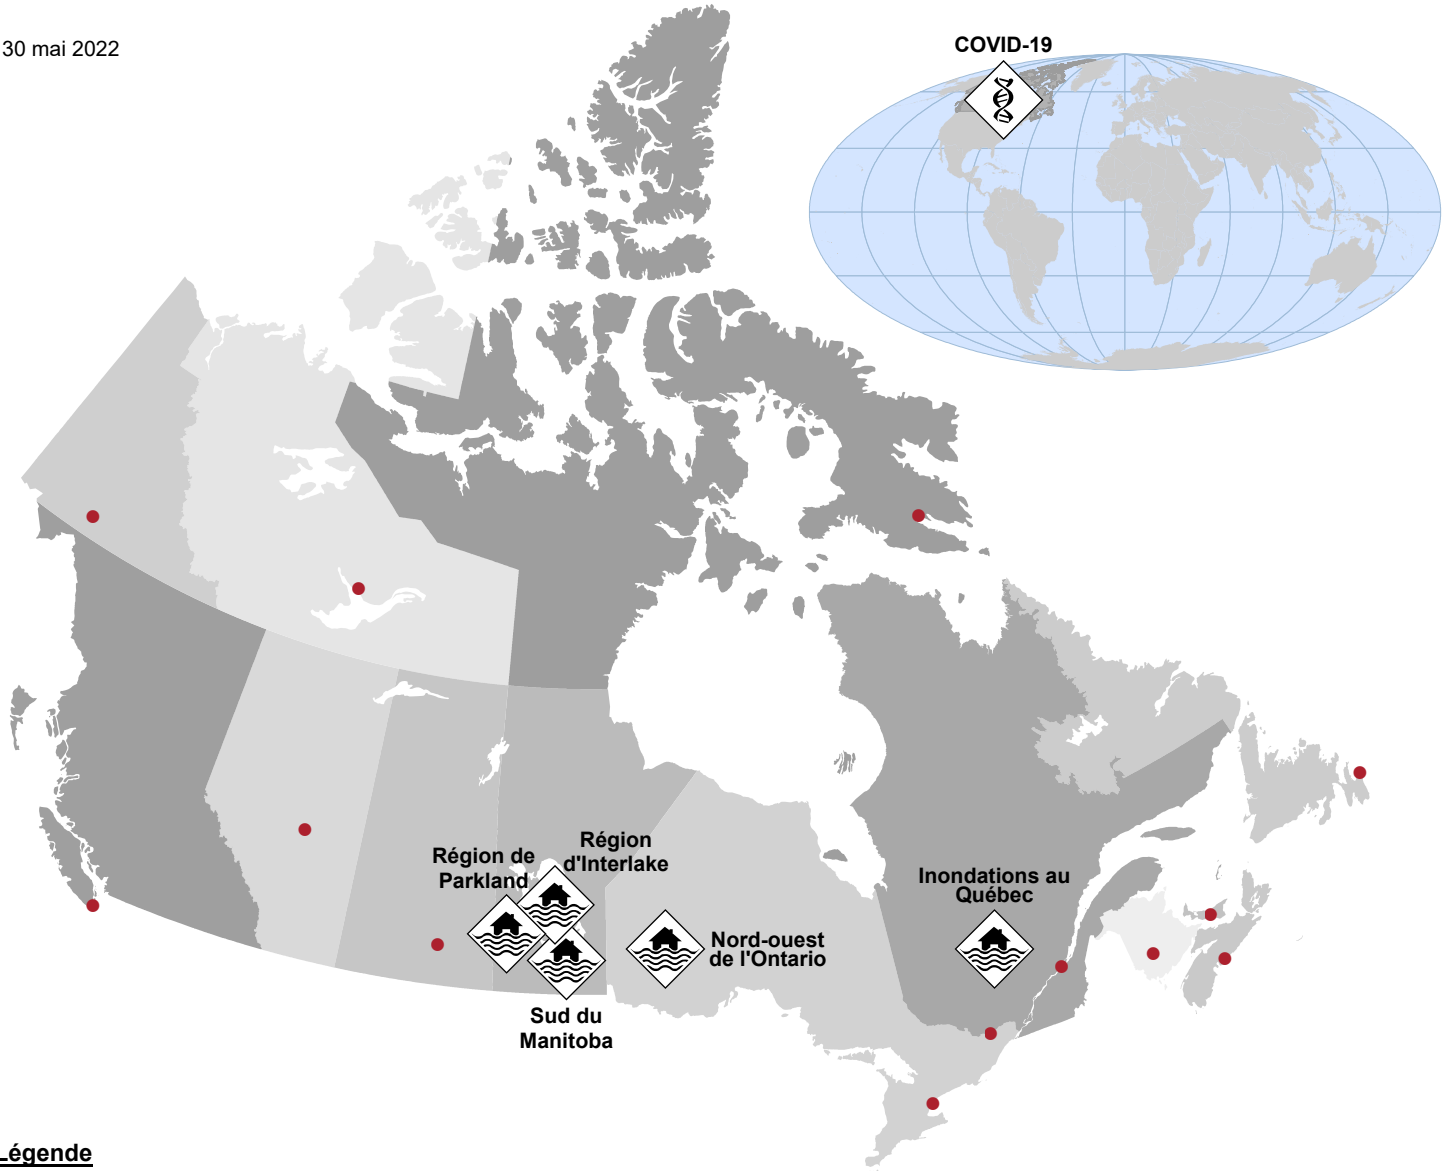 30 mai 2022
COVID-19
Région
d'Interlake
Région de
Parkland
Inondations au
Québec
Nord-ouest
de l'Ontario
Sud du
Manitoba
Légende